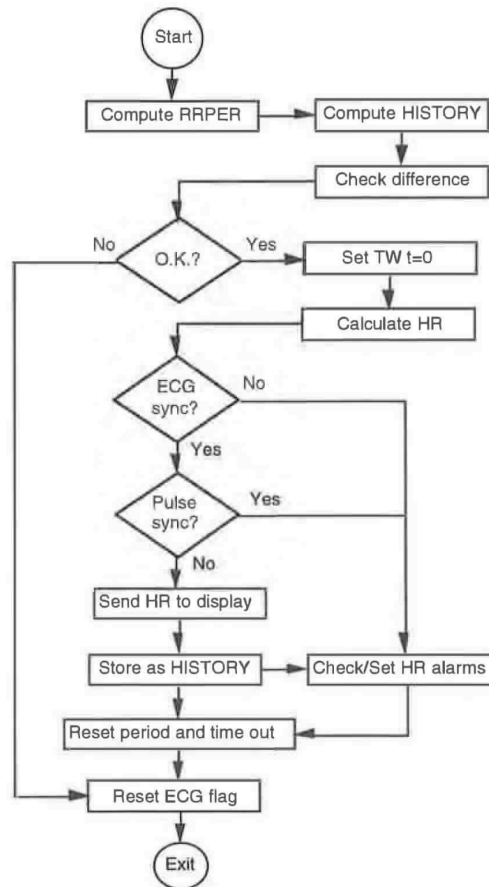 Start
Compute RRPER
Compute HISTORY
Check difference
No
O.K.?
Yes
Set TW t=0
Calculate HR
ECG
sync?
No
Yes
Pulse
sync?
Yes
No
Send HR to display
Store as HISTORY
Check/Set HR alarms
Reset period and time out
Reset ECG flag
Exit